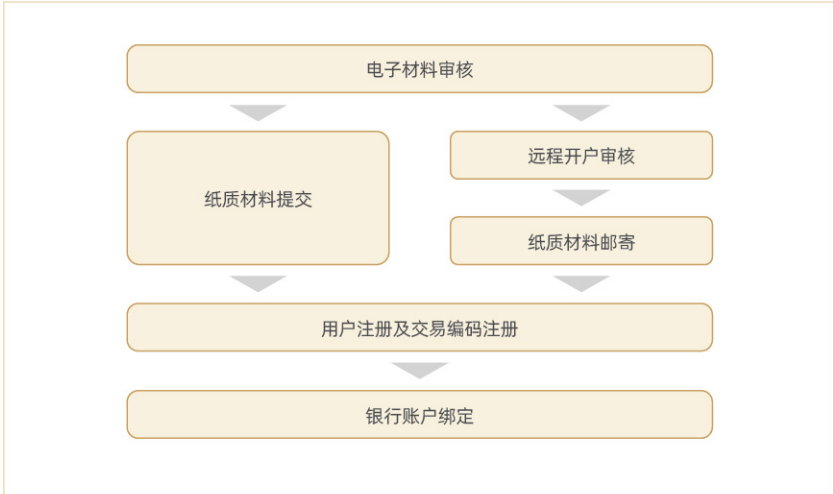 电子材料审核
纸质材料提交
远程开户审核
纸质材料邮寄
用户注册及交易编码注册
银行账户绑定